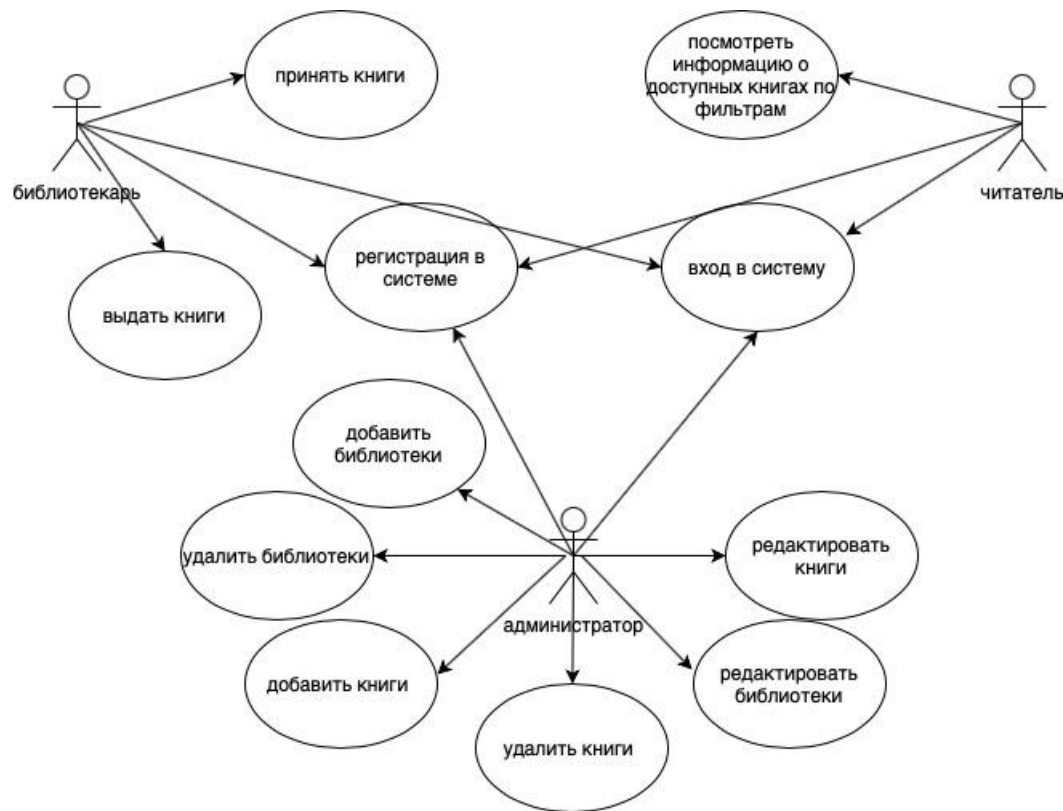 принять книги
посмотреть
информацию о
доступных книгах по
фильтрам
библиотекарь
читатель
регистрация в
системе
вход в систему
выдать книги
добавить
библиотеки
удалить библиотеки
редактировать
книги
администратор
добавить книги
редактировать
библиотеки
удалить книги